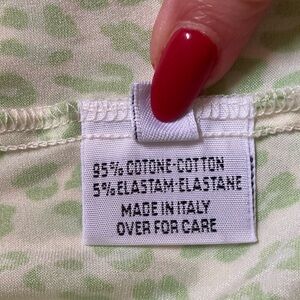 95% COTONE-COTTON
5% ELASTAM-ELASTANE
MADE IN ITALY
OVER FOR CARE